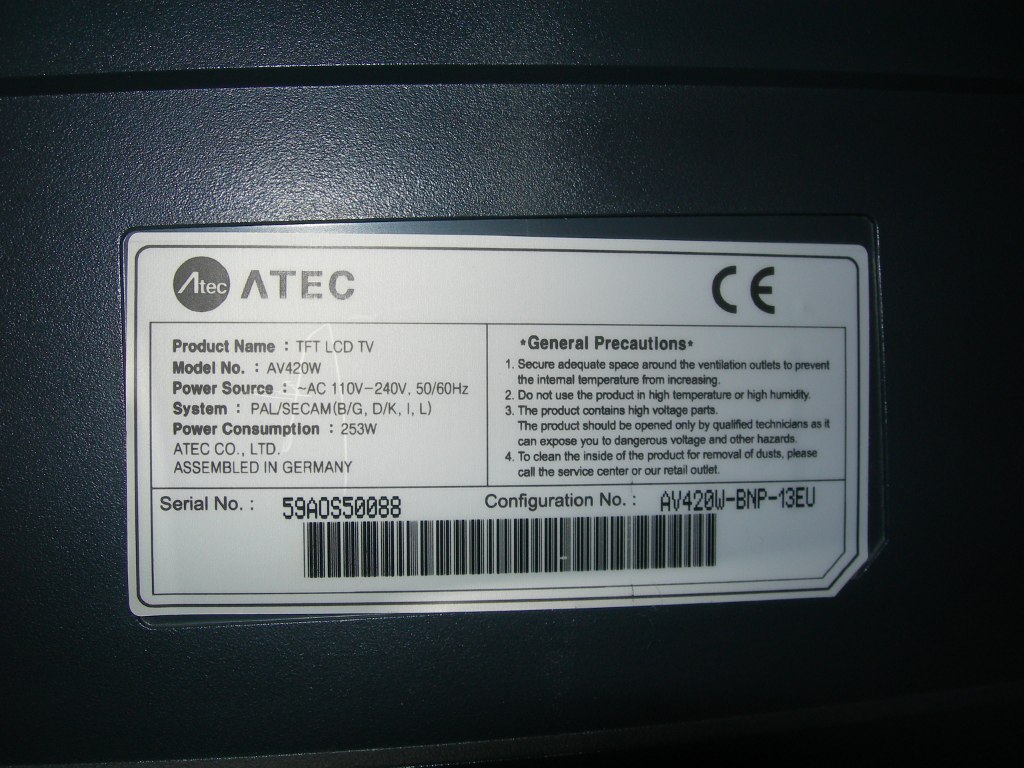 Atec ATEC CE
Product Name : TFT LCD TV
Model No. : AV420W
Power Source : ~AC 110V-240V, 50/60Hz
System : PAL/SECAM(B/G, D/K, I, L)
Power Consumption : 253W
ATEC CO., LTD.
ASSEMBLED IN GERMANY
*General Precautions*
1. Secure adequate space around the ventilation outlets to prevent
the internal temperature from increasing.
2. Do not use the product in high temperature or high humidity.
3. The product contains high voltage parts.
The product should be opened only by qualified technicians as it
can expose you to dangerous voltage and other hazards.
4. To clean the inside of the product for removal of dusts, please
call the service center or our retail outlet.
Serial No. : 59AOS50088 Configuration No. : AV420W-BNP-13EU